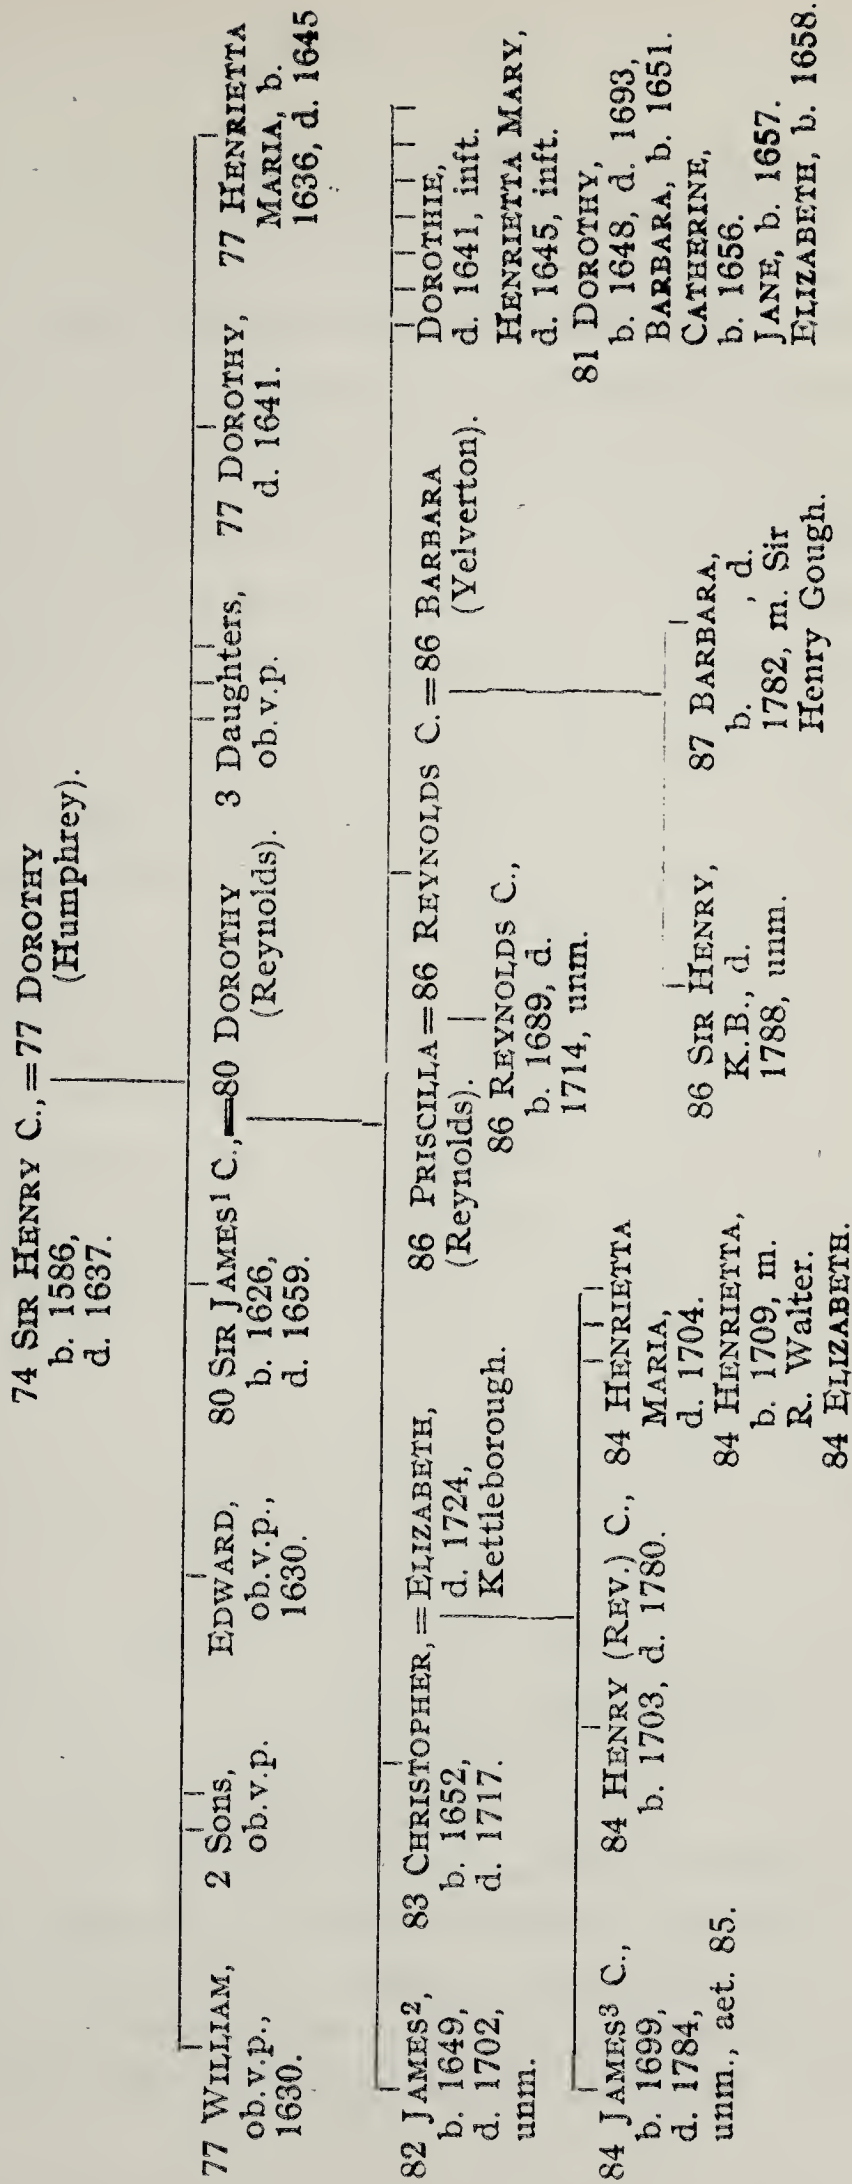 74 SIR HENRY C.,=77 DOROTHY
b. 1586,
d. 1637.
(Humphrey).
77 WILLIAM,
ob.v.p.,
1630.
2 Sons,
ob.v.p.
EDWARD,
ob.v.p.,
1630.
80 SIR JAMES¹ C.,=80 DOROTHY
b. 1626,
d. 1659.
(Reynolds).
3 Daughters,
ob.v.p.
77 DOROTHY,
d. 1641.
77 HENRIETTA
MARIA, b.
1636, d. 1645
82 JAMES²,
b. 1649,
d. 1702,
unm.
83 CHRISTOPHER,=ELIZABETH,
b. 1652,
d. 1717.
d. 1724,
Kettleborough.
86 PRISCILLA=86 REYNOLDS C.=86 BARBARA
(Reynolds).
(Yelverton).
86 REYNOLDS C.,
b. 1689, d.
1714, unm.
DOROTHIE,
d. 1641, inft.
HENRIETTA MARY,
d. 1645, inft.
81 DOROTHY,
b. 1648, d. 1693,
BARBARA, b. 1651.
CATHERINE,
b. 1656.
JANE, b. 1657.
ELIZABETH, b. 1658.
84 JAMES³ C.,
b. 1699,
d. 1784,
unm., aet. 85.
84 HENRY (REV.) C.,
b. 1703, d. 1780.
84 HENRIETTA
MARIA,
d. 1704.
84 HENRIETTA,
b. 1709, m.
R. Walter.
84 ELIZABETH.
86 SIR HENRY,
K.B., d.
1788, unm.
87 BARBARA,
b. , d.
1782, m. Sir
Henry Gough.